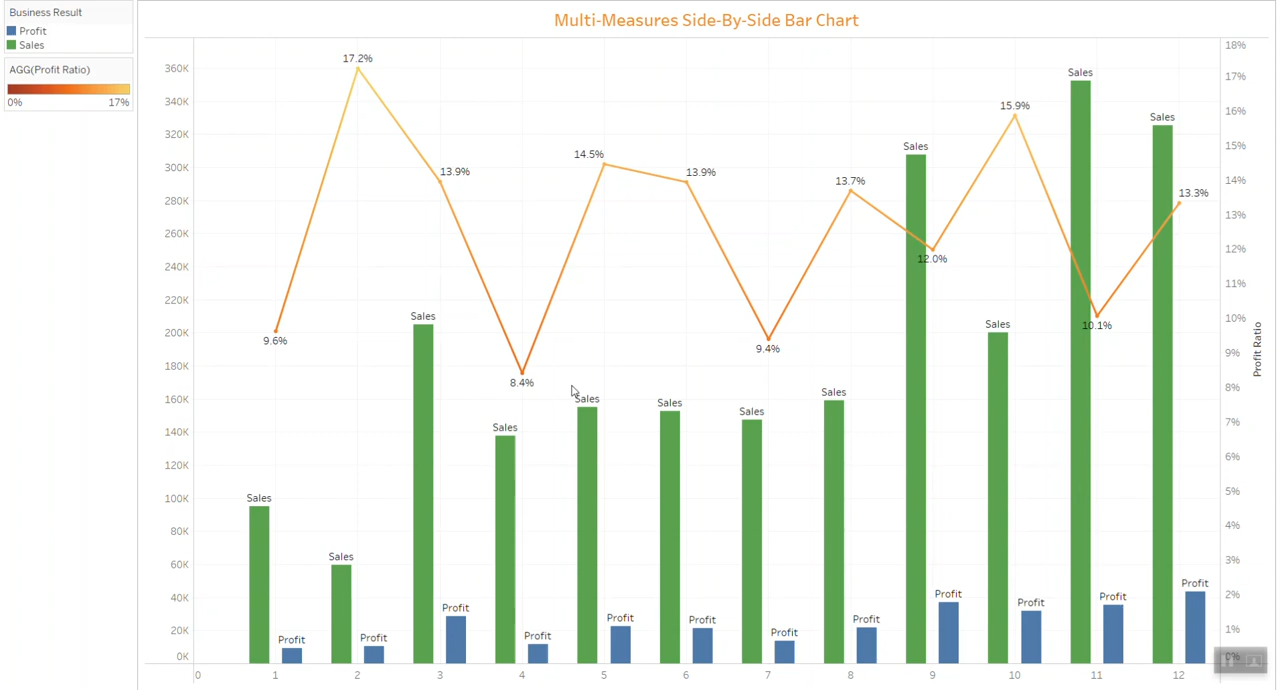 Business Result
Profit
Sales
AGG(Profit Ratio)
0% 17%
Multi-Measures Side-By-Side Bar Chart
360K
340K
320K
300K
280K
260K
240K
220K
200K
180K
160K
140K
120K
100K
80K
60K
40K
20K
0K
17.2%
9.6%
13.9%
8.4%
14.5%
13.9%
9.4%
13.7%
12.0%
15.9%
10.1%
13.3%
Sales
Profit
Sales
Profit
Sales
Profit
Sales
Profit
Sales
Profit
Sales
Profit
Sales
Profit
Sales
Profit
Sales
Profit
Sales
Profit
Sales
Profit
Sales
Profit
18%
17%
16%
15%
14%
13%
12%
11%
10%
9%
8%
7%
6%
5%
4%
3%
2%
1%
0%
Profit Ratio
0 1 2 3 4 5 6 7 8 9 10 11 12